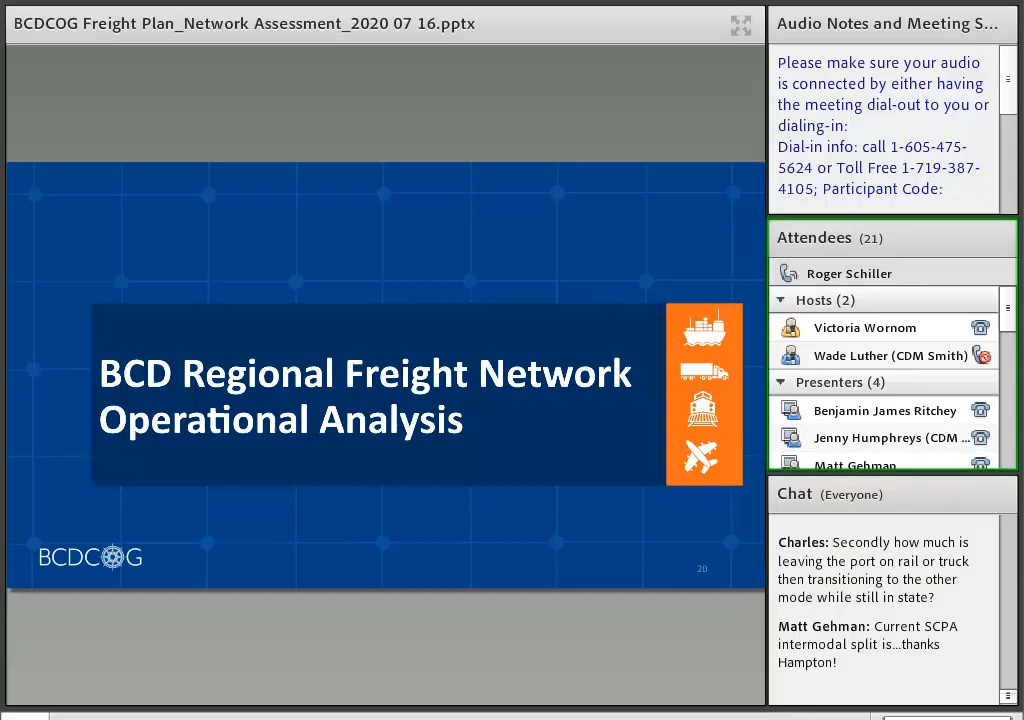 BCDCOG Freight Plan_Network Assessment_2020 07 16.pptx
BCD Regional Freight Network
Operational Analysis
BCDCOG
20
Audio Notes and Meeting S...
Please make sure your audio
is connected by either having
the meeting dial-out to you or
dialing-in:
Dial-in info: call 1-605-475-
5624 or Toll Free 1-719-387-
4105; Participant Code:
Attendees (21)
Roger Schiller
Hosts (2)
Victoria Wornom
Wade Luther (CDM Smith)
Presenters (4)
Benjamin James Ritchey
Jenny Humphreys (CDM ...
Matt Gehman
Chat (Everyone)
Charles: Secondly how much is
leaving the port on rail or truck
then transitioning to the other
mode while still in state?
Matt Gehman: Current SCPA
intermodal split is...thanks
Hampton!